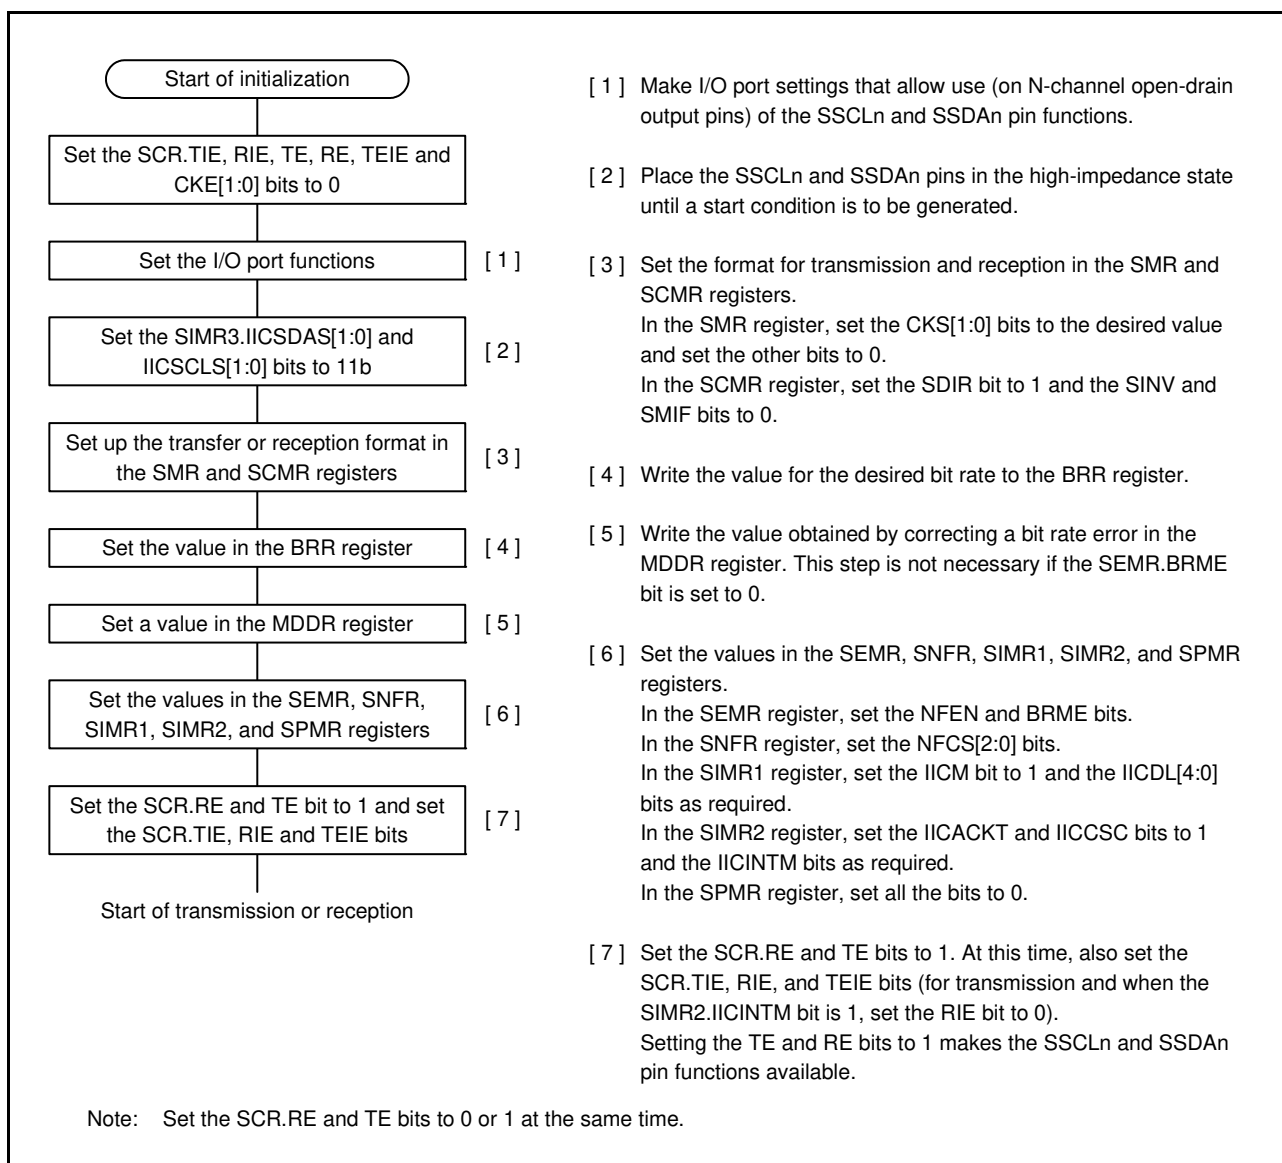 Start of initialization
Set the SCR.TIE, RIE, TE, RE, TEIE and
CKE[1:0] bits to 0
Set the I/O port functions
[ 1 ]
Set the SIMR3.IICSDAS[1:0] and
IICSCLS[1:0] bits to 11b
[ 2 ]
Set up the transfer or reception format in
the SMR and SCMR registers
[ 3 ]
Set the value in the BRR register
[ 4 ]
Set a value in the MDDR register
[ 5 ]
Set the values in the SEMR, SNFR,
SIMR1, SIMR2, and SPMR registers
[ 6 ]
Set the SCR.RE and TE bit to 1 and set
the SCR.TIE, RIE and TEIE bits
[ 7 ]
Start of transmission or reception
[ 1 ] Make I/O port settings that allow use (on N-channel open-drain
output pins) of the SSCLn and SSDAn pin functions.
[ 2 ] Place the SSCLn and SSDAn pins in the high-impedance state
until a start condition is to be generated.
[ 3 ] Set the format for transmission and reception in the SMR and
SCMR registers.
In the SMR register, set the CKS[1:0] bits to the desired value
and set the other bits to 0.
In the SCMR register, set the SDIR bit to 1 and the SINV and
SMIF bits to 0.
[ 4 ] Write the value for the desired bit rate to the BRR register.
[ 5 ] Write the value obtained by correcting a bit rate error in the
MDDR register. This step is not necessary if the SEMR.BRME
bit is set to 0.
[ 6 ] Set the values in the SEMR, SNFR, SIMR1, SIMR2, and SPMR
registers.
In the SEMR register, set the NFEN and BRME bits.
In the SNFR register, set the NFCS[2:0] bits.
In the SIMR1 register, set the IICM bit to 1 and the IICDL[4:0]
bits as required.
In the SIMR2 register, set the IICACKT and IICCSC bits to 1
and the IICINTM bits as required.
In the SPMR register, set all the bits to 0.
[ 7 ] Set the SCR.RE and TE bits to 1. At this time, also set the
SCR.TIE, RIE, and TEIE bits (for transmission and when the
SIMR2.IICINTM bit is 1, set the RIE bit to 0).
Setting the TE and RE bits to 1 makes the SSCLn and SSDAn
pin functions available.
Note: Set the SCR.RE and TE bits to 0 or 1 at the same time.